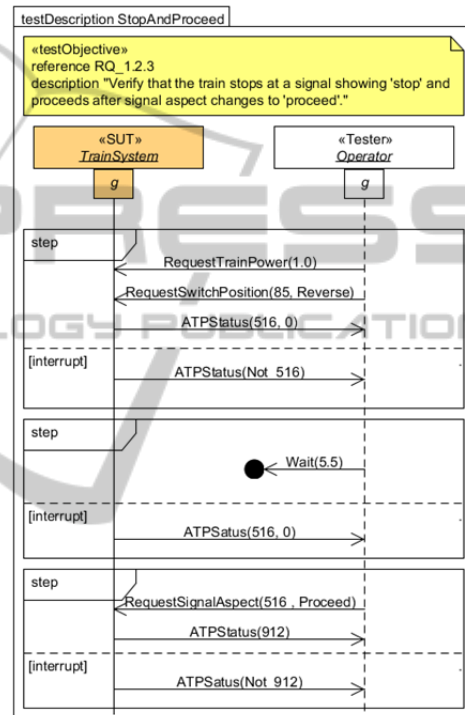 testDescription StopAndProceed
«testObjective»
reference RQ_1.2.3
description "Verify that the train stops at a signal showing 'stop' and
proceeds after signal aspect changes to 'proceed'."
«SUT»
TrainSystem
«Tester»
Operator
g
g
step
RequestTrainPower(1.0)
RequestSwitchPosition(85, Reverse)
ATPStatus(516, 0)
[interrupt]
ATPStatus(Not 516)
step
Wait(5.5)
[interrupt]
ATPSatus(516, 0)
step
RequestSignalAspect(516 , Proceed)
ATPStatus(912)
[interrupt]
ATPSatus(Not 912)
PRESS
LOGY PUBLICATION